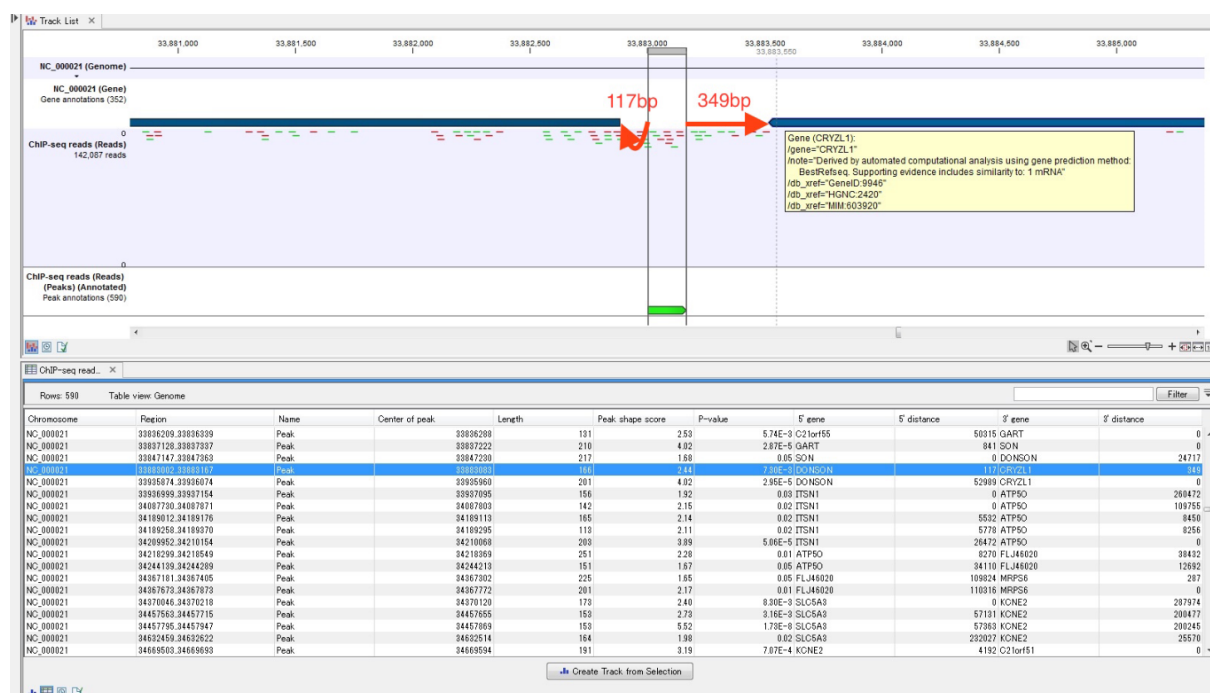 Track List ×
33,881,000 33,881,500 33,882,000 33,882,500 33,883,000 33,883,500 33,884,000 33,884,500 33,885,000
33,883,550
NC_000021 (Genome)
NC_000021 (Genome)
Gene annotations (352)
117bp 349bp
0
ChIP-seq reads (Reads)
142,087 reads
Gene (CRYZL1):
/gene="CRYZL1"
/note="Derived by automated computational analysis using gene prediction method:
BestRefseq. Supporting evidence includes similarity to: 1 mRNA"
/db_xref="GeneID:9946"
/db_xref="HGNC:2420"
/db_xref="MIM:603920"
0
ChIP-seq reads (Reads)
(Peaks) (Annotated)
Peak annotations (590)
ChIP-seq read... ×
Rows: 590 Table view: Genome Filter
Chromosome Region Name Center of peak Length Peak shape score P-value 5' gene 5' distance 3' gene 3' distance
NC_000021 33836209..33836339 Peak 33836288 131 2.53 5.74E-3 C21orf55 50315 GART 0
NC_000021 33837128..33837337 Peak 33837222 210 4.02 2.87E-5 GART 841 SON 0
NC_000021 33847147..33847363 Peak 33847230 217 1.68 0.05 SON 0 DONSON 24717
NC_000021 33883002..33883167 Peak 33883083 166 2.44 7.30E-3 DONSON 117 CRYZL1 349
NC_000021 33935874..33936074 Peak 33935960 201 4.02 2.95E-5 DONSON 52989 CRYZL1 0
NC_000021 33936999..33937154 Peak 33937095 156 1.92 0.03 ITSN1 0 ATP5O 260472
NC_000021 34087730..34087871 Peak 34087803 142 2.15 0.02 ITSN1 0 ATP5O 109755
NC_000021 34189012..34189176 Peak 34189113 165 2.14 0.02 ITSN1 5532 ATP5O 8450
NC_000021 34189258..34189370 Peak 34189295 113 2.11 0.02 ITSN1 5778 ATP5O 8256
NC_000021 34209952..34210154 Peak 34210068 203 3.89 5.06E-5 ITSN1 26472 ATP5O 0
NC_000021 34218299..34218549 Peak 34218369 251 2.28 0.01 ATP5O 8270 FLJ46020 38432
NC_000021 34244139..34244289 Peak 34244213 151 1.67 0.05 ATP5O 34110 FLJ46020 12692
NC_000021 34367181..34367405 Peak 34367302 225 1.65 0.05 FLJ46020 109824 MRPS6 287
NC_000021 34367673..34367873 Peak 34367772 201 2.17 0.01 FLJ46020 110316 MRPS6 0
NC_000021 34370046..34370218 Peak 34370120 173 2.40 8.30E-3 SLC5A3 0 KCNE2 287974
NC_000021 34457563..34457715 Peak 34457655 153 2.73 3.16E-3 SLC5A3 57131 KCNE2 200477
NC_000021 34457795..34457947 Peak 34457869 153 5.52 1.73E-8 SLC5A3 57363 KCNE2 200245
NC_000021 34632459..34632622 Peak 34632514 164 1.98 0.02 SLC5A3 232027 KCNE2 25570
NC_000021 34669503..34669693 Peak 34669594 191 3.19 7.07E-4 KCNE2 4192 C21orf51 0
Create Track from Selection